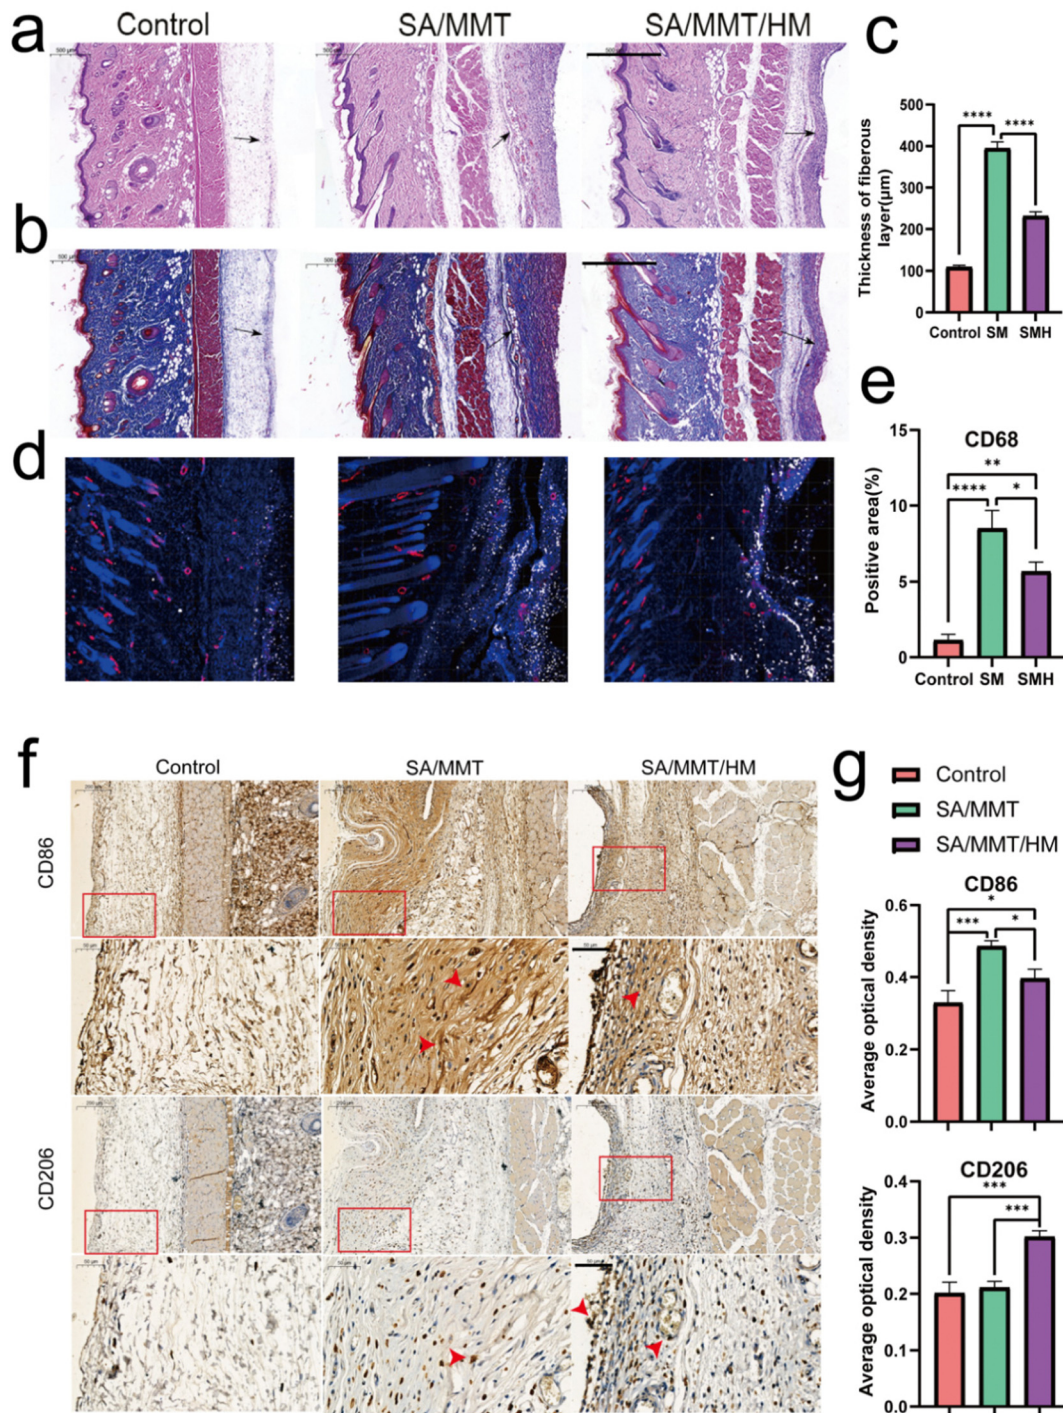 a
Control
SA/MMT
SA/MMT/HM
500 µm
b
c
Thickness of fiberous
layer(µm)
500
400
300
200
100
0
****
****
Control SM SMH
d
e
CD68
Positive area(%)
15
10
5
0
**
****
*
Control SM SMH
f
Control
SA/MMT
SA/MMT/HM
CD86
CD206
g
Control
SA/MMT
SA/MMT/HM
CD86
Average optical density
0.6
0.4
0.2
0.0
*
***
*
CD206
Average optical density
0.4
0.3
0.2
0.1
0.0
***
***